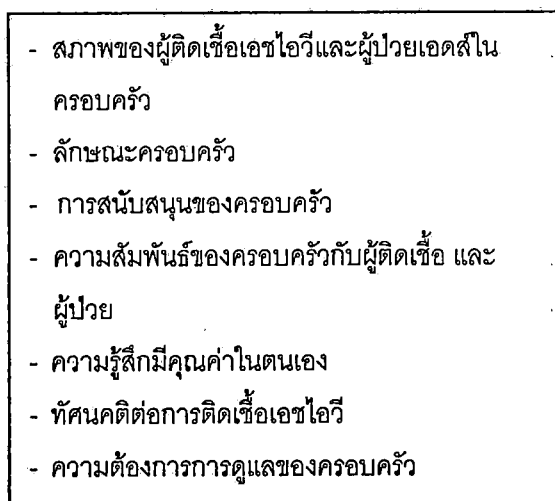 - สภาพของผู้ติดเชื้อเอชไอวีและผู้ป่วยเอดส์ใน
ครอบครัว
- ลักษณะครอบครัว
- การสนับสนุนของครอบครัว
- ความสัมพันธ์ของครอบครัวกับผู้ติดเชื้อ และ
ผู้ป่วย
- ความรู้สึกมีคุณค่าในตนเอง
- ทัศนคติต่อการติดเชื้อเอชไอวี
- ความต้องการการดูแลของครอบครัว